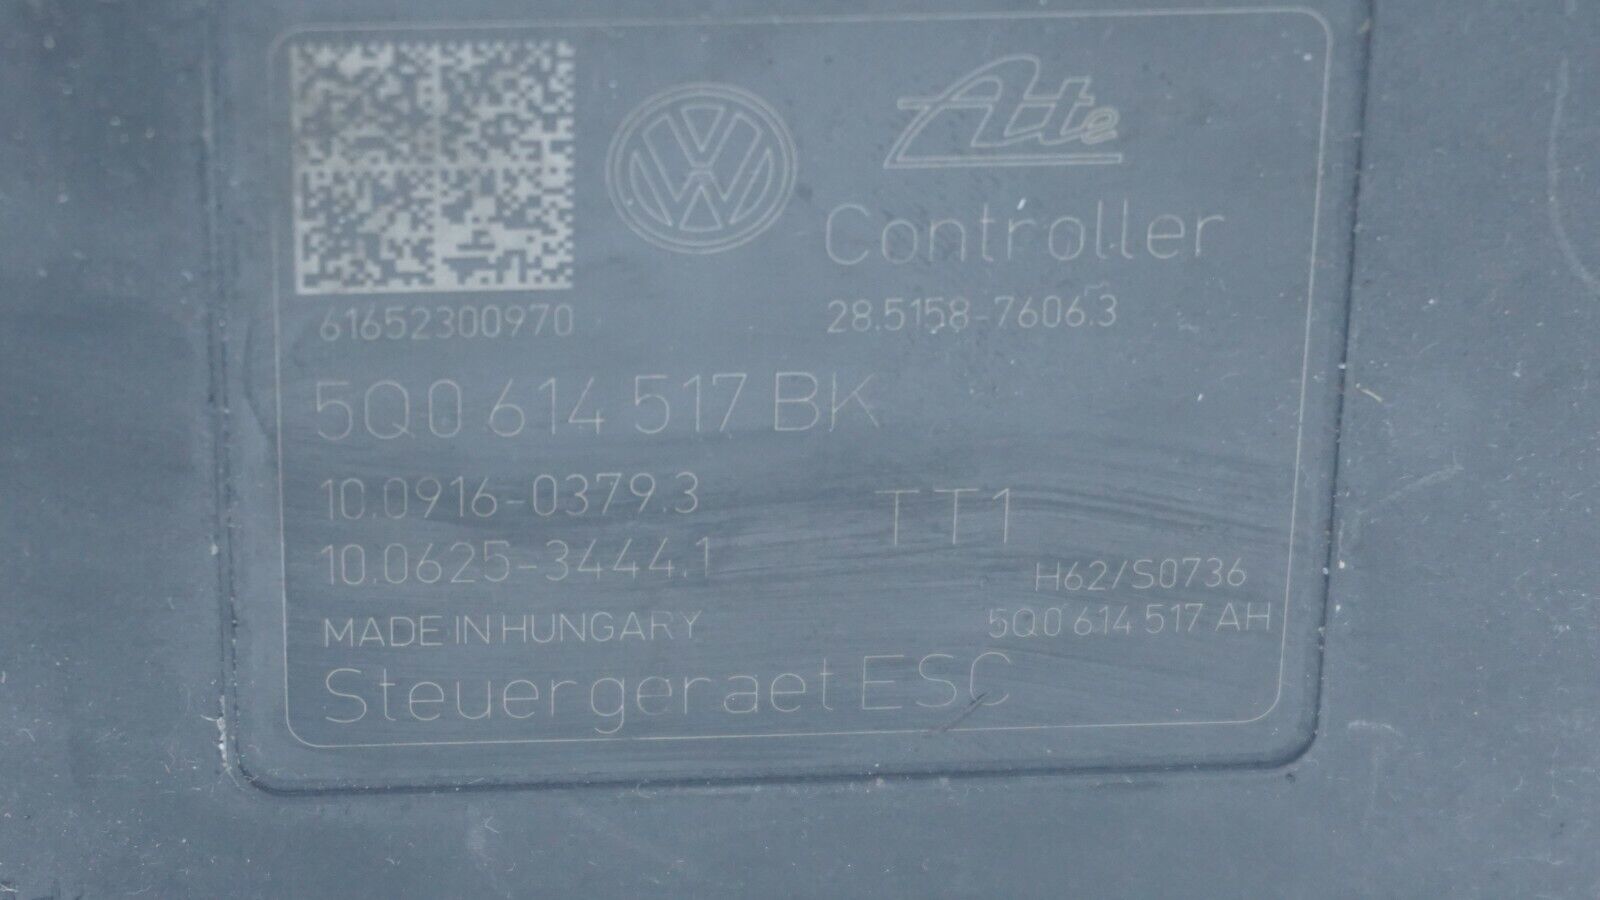 Ate
Controller
61652300970
28.5158-7606.3
5Q0 614 517 BK
10.0916-0379.3
TT1
10.0625-3444.1
H62/S0736
MADE IN HUNGARY
5Q0 614 517 AH
Steuergeraet ESC